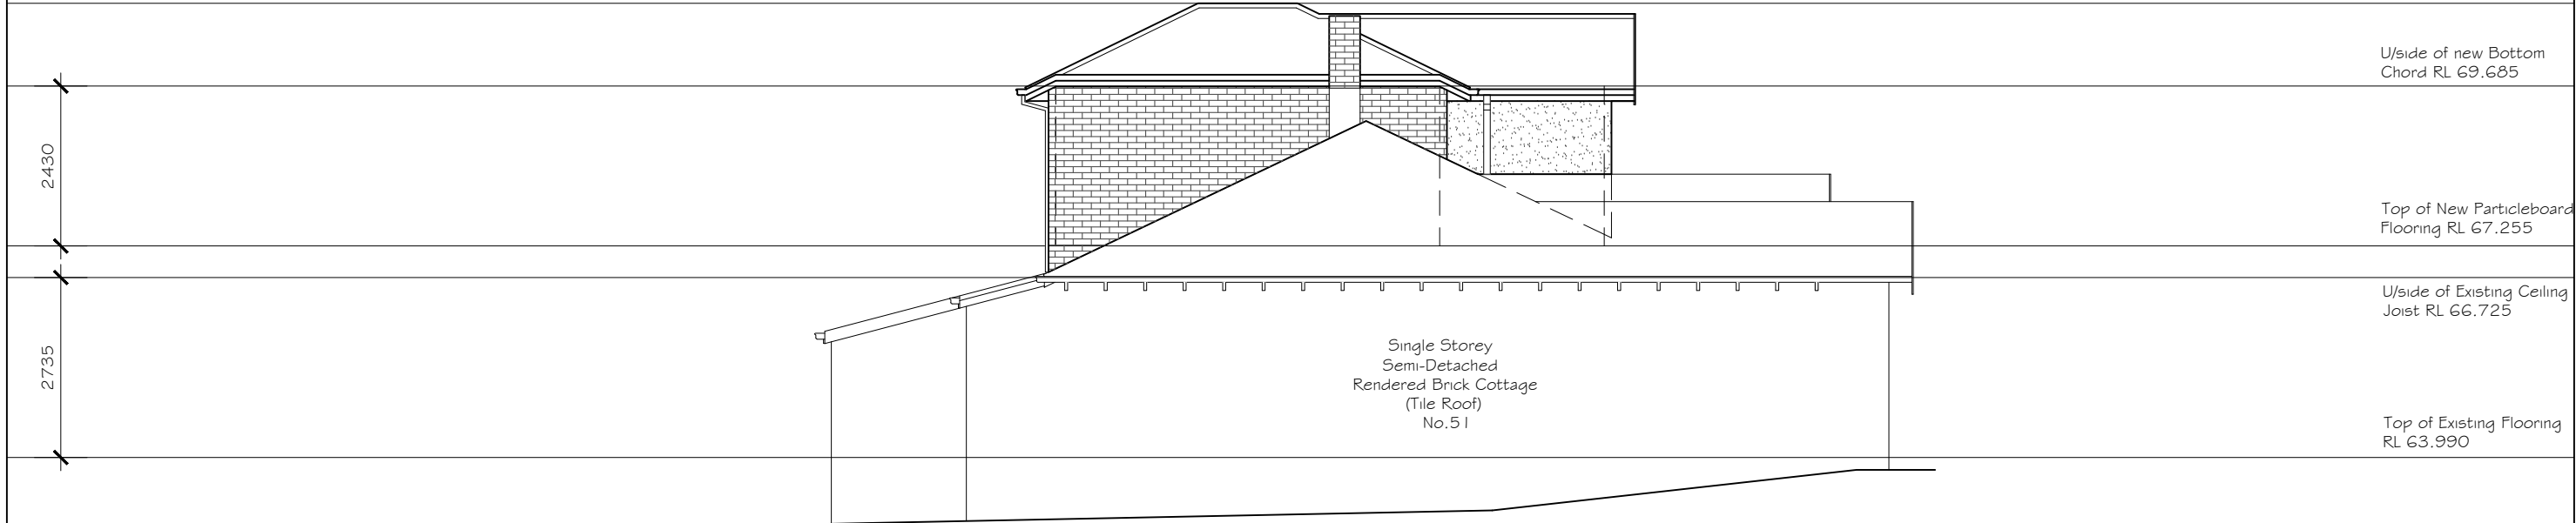 U/side of new Bottom
Chord RL 69.685
2430
Top of New Particleboard
Flooring RL 67.255
U/side of Existing Ceiling
Joist RL 66.725
2735
Single Storey
Semi-Detached
Rendered Brick Cottage
(Tile Roof)
No.51
Top of Existing Flooring
RL 63.990